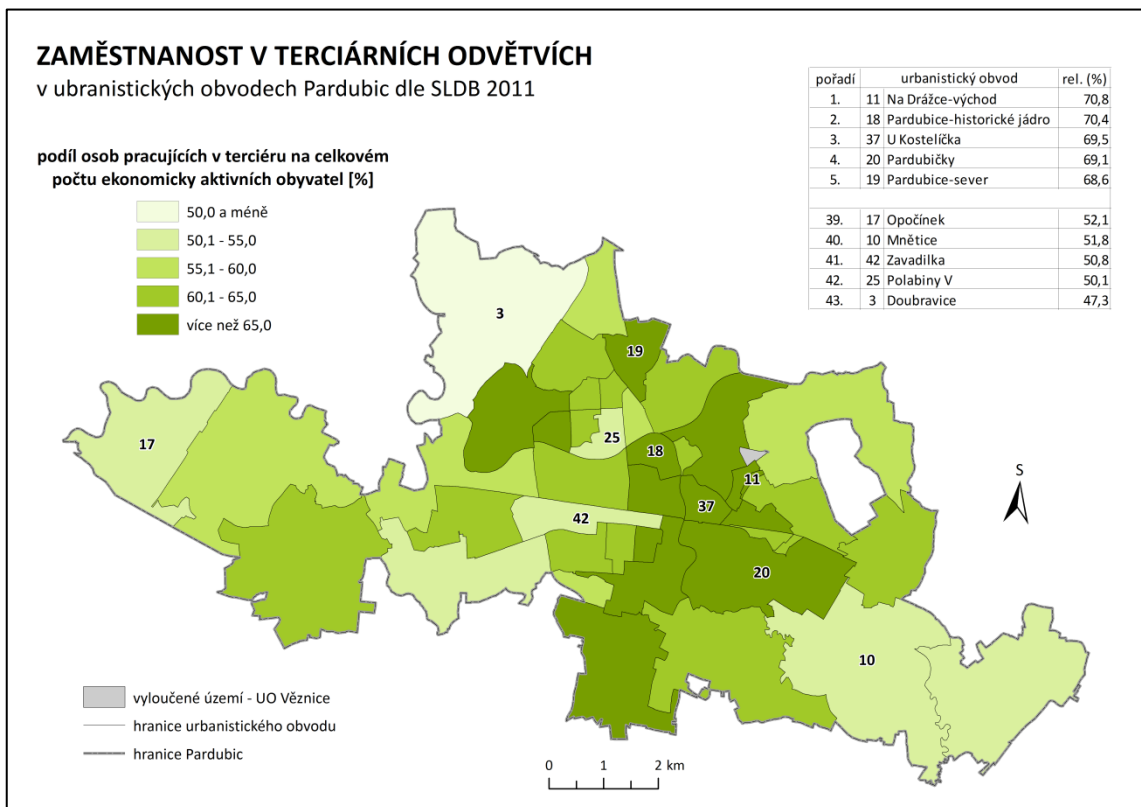 ZAMĚSTNANOST V TERCIÁRNÍCH ODVĚTVÍCH
v ubranistických obvodech Pardubic dle SLDB 2011
pořadí urbanistický obvod rel. (%)
1. 11 Na Drážce-východ 70,8
2. 18 Pardubice-historické jádro 70,4
3. 37 U Kostelíčka 69,5
4. 20 Pardubičky 69,1
5. 19 Pardubice-sever 68,6
39. 17 Opočínek 52,1
40. 10 Mnětice 51,8
41. 42 Zavadilka 50,8
42. 25 Polabiny V 50,1
43. 3 Doubravice 47,3
podíl osob pracujících v terciéru na celkovém
počtu ekonomicky aktivních obyvatel [%]
50,0 a méně
50,1 - 55,0
55,1 - 60,0
60,1 - 65,0
více než 65,0
3
19
25
17
18
11
37
42
20
10
S
vyloučené území - UO Věznice
hranice urbanistického obvodu
hranice Pardubic
0 1 2 km